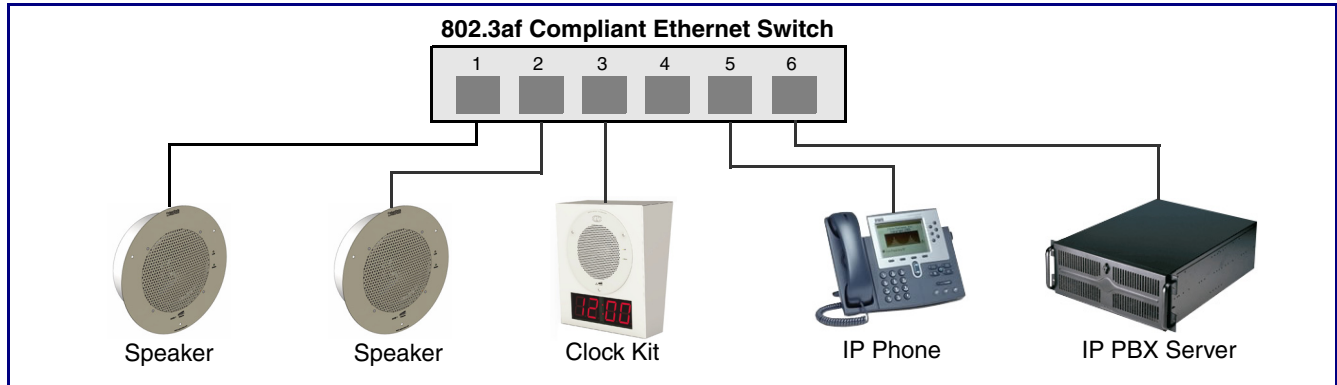 802.3af Compliant Ethernet Switch
1 2 3 4 5 6
12:00
Speaker Speaker Clock Kit IP Phone IP PBX Server